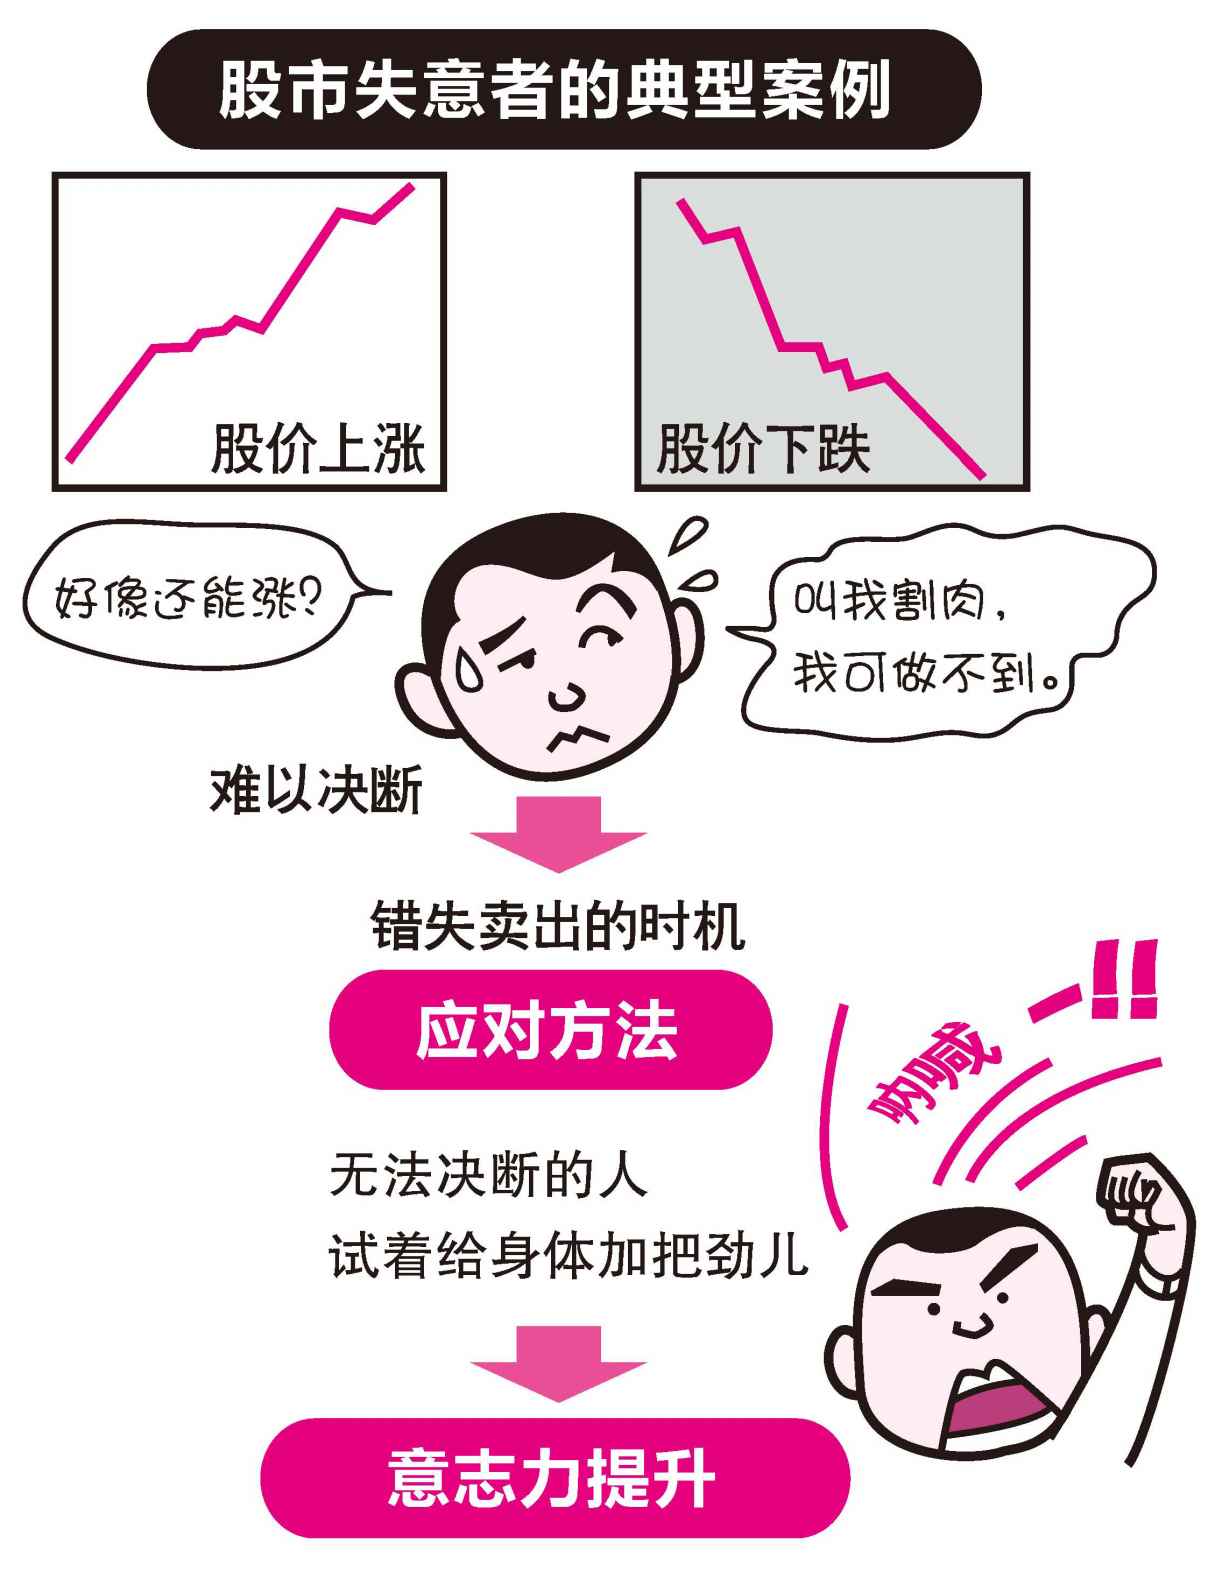 股市失意者的典型案例
股价上涨
股价下跌
好像还能涨？
叫我割肉，
我可做不到。
难以决断
错失卖出的时机
应对方法
呐喊—!!
无法决断的人
试着给身体加把劲儿
意志力提升